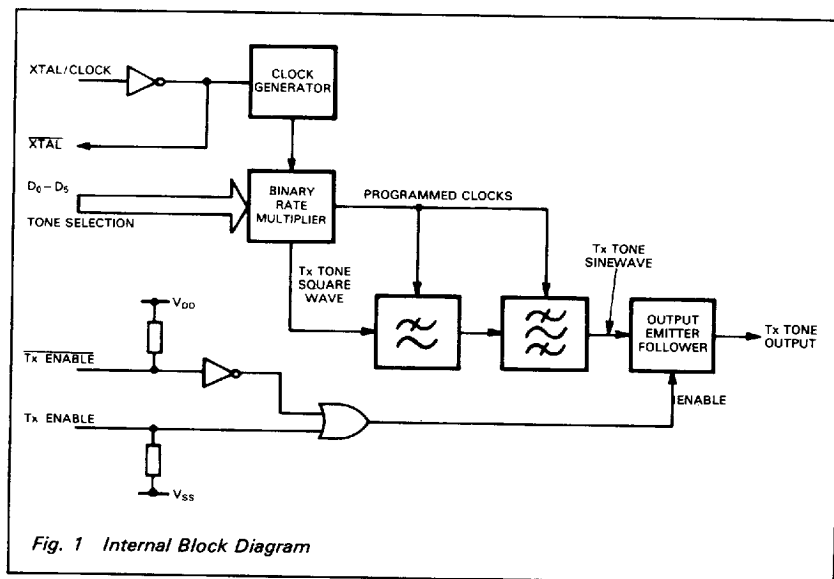 XTAL/CLOCK
CLOCK
GENERATOR
XTAL
D0–D5
TONE SELECTION
BINARY
RATE
MULTIPLIER
PROGRAMMED CLOCKS
Tx TONE
SQUARE
WAVE
Tx TONE
SINEWAVE
OUTPUT
EMITTER
FOLLOWER
Tx TONE
OUTPUT
VDD
Tx ENABLE
Tx ENABLE
ENABLE
VSS
Fig. 1 Internal Block Diagram